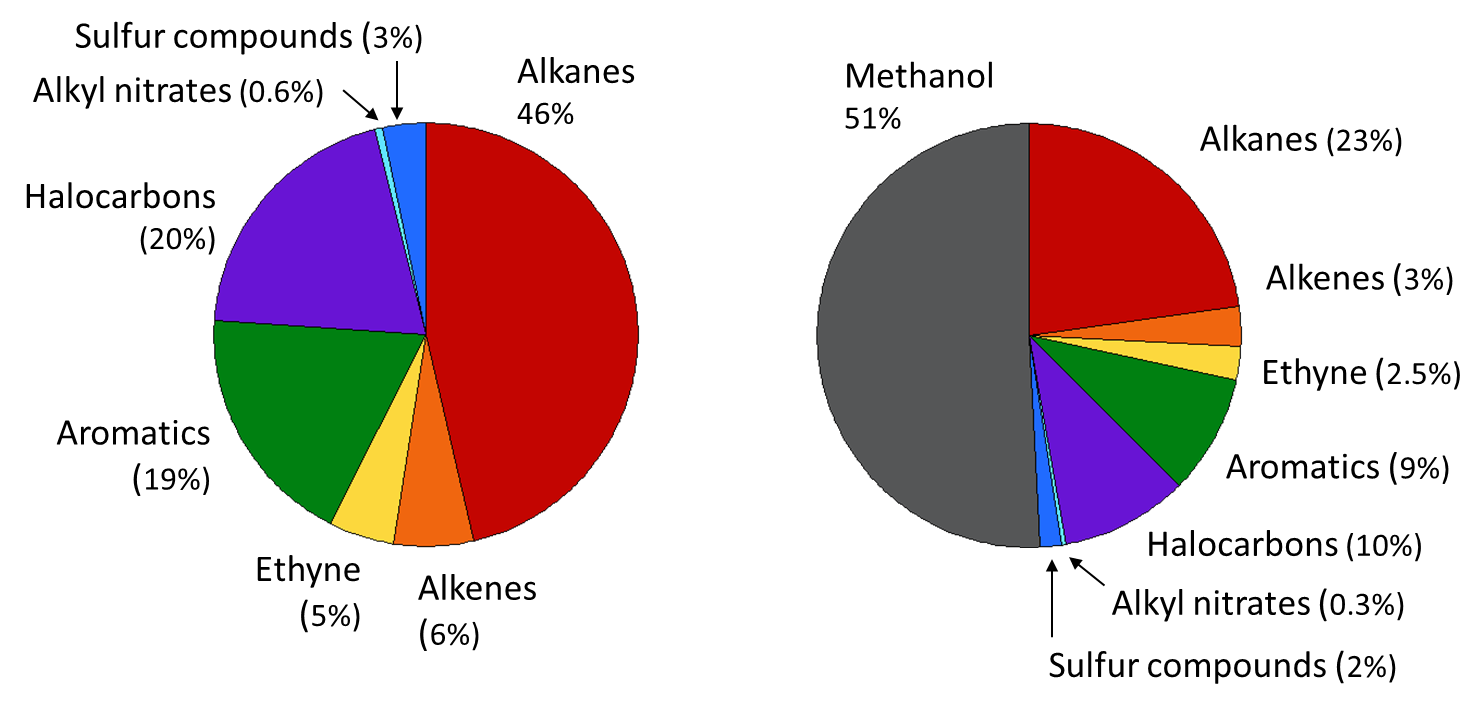 Sulfur compounds (3%)
Alkyl nitrates (0.6%)
Alkanes
46%
Halocarbons
(20%)
Aromatics
(19%)
Ethyne
(5%)
Alkenes
(6%)
Methanol
51%
Alkanes (23%)
Alkenes (3%)
Ethyne (2.5%)
Aromatics (9%)
Halocarbons (10%)
Alkyl nitrates (0.3%)
Sulfur compounds (2%)